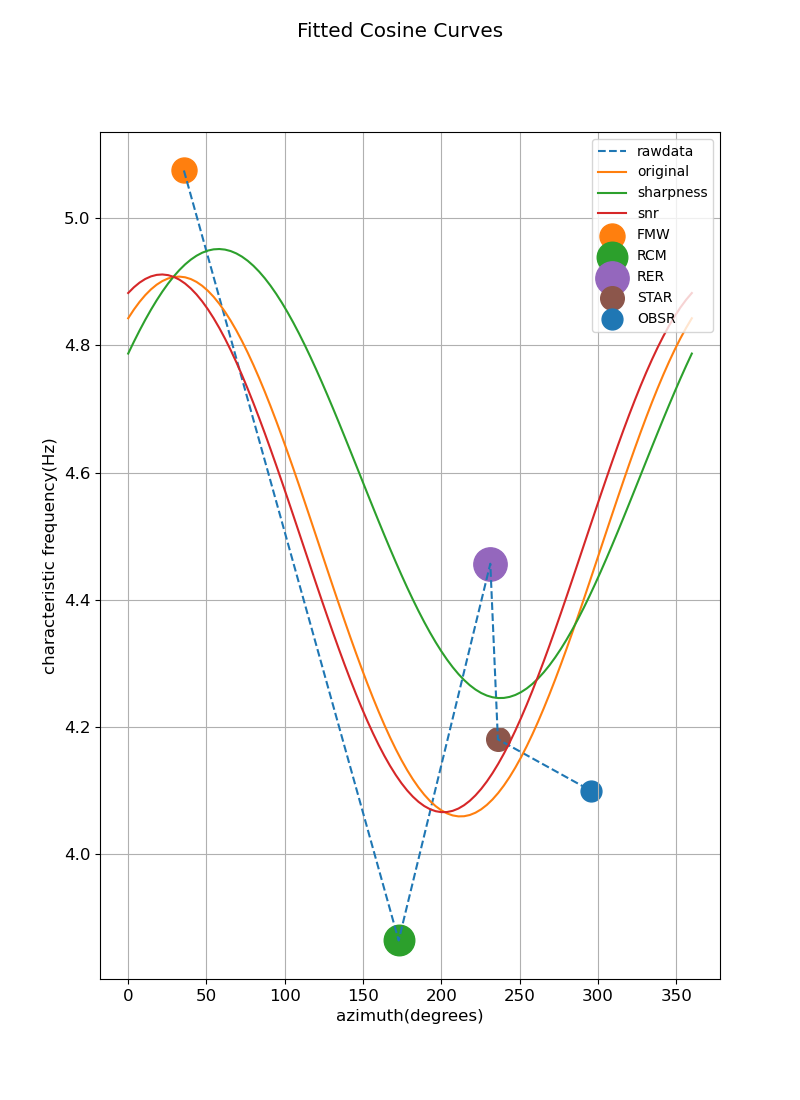 Fitted Cosine Curves
rawdata
original
sharpness
snr
FMW
RCM
RER
STAR
OBSR
characteristic frequency(Hz)
5.0
4.8
4.6
4.4
4.2
4.0
0 50 100 150 200 250 300 350
azimuth(degrees)